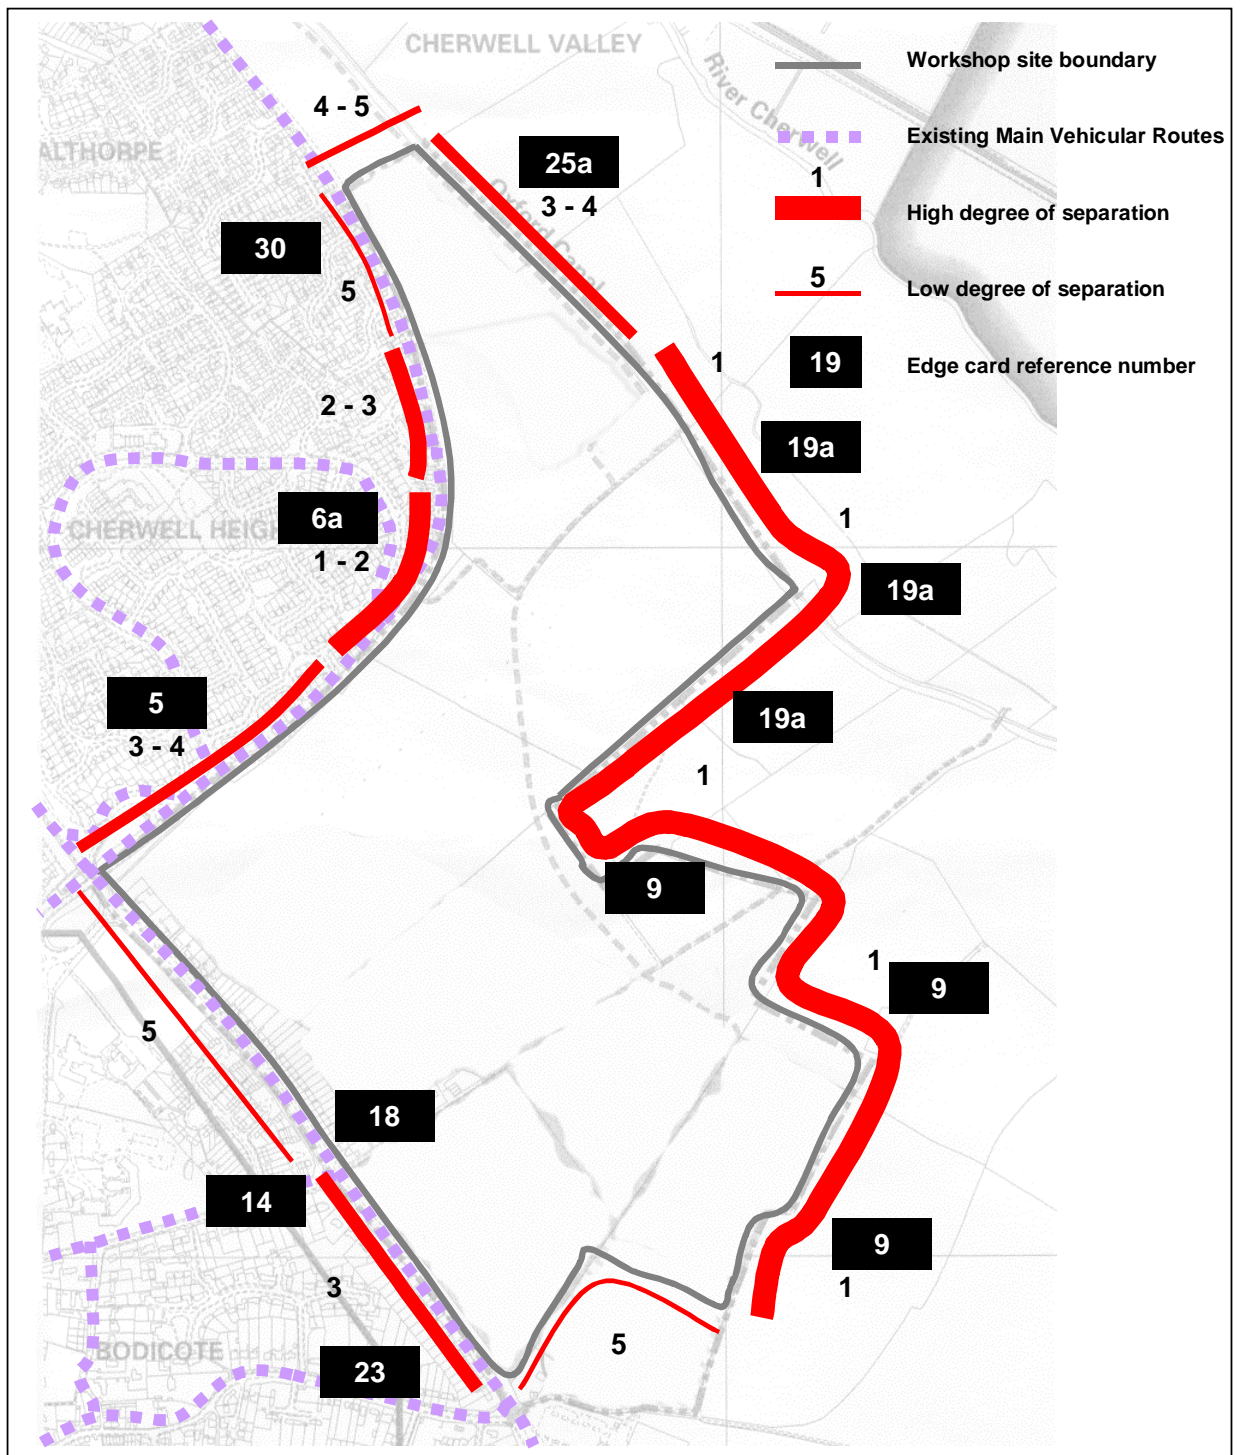 CHERWELL VALLEY
River Cherwell
Workshop site boundary
4 - 5
Existing Main Vehicular Routes
ALTHORPE
25a
1
3 - 4
High degree of separation
Oxford Canal
30
5
5
Low degree of separation
1
19
Edge card reference number
2 - 3
19a
6a
1
CHERWELL HEIGH
1 - 2
19a
5
19a
3 - 4
1
9
1
9
5
18
14
9
3
1
5
BODICOTE
23